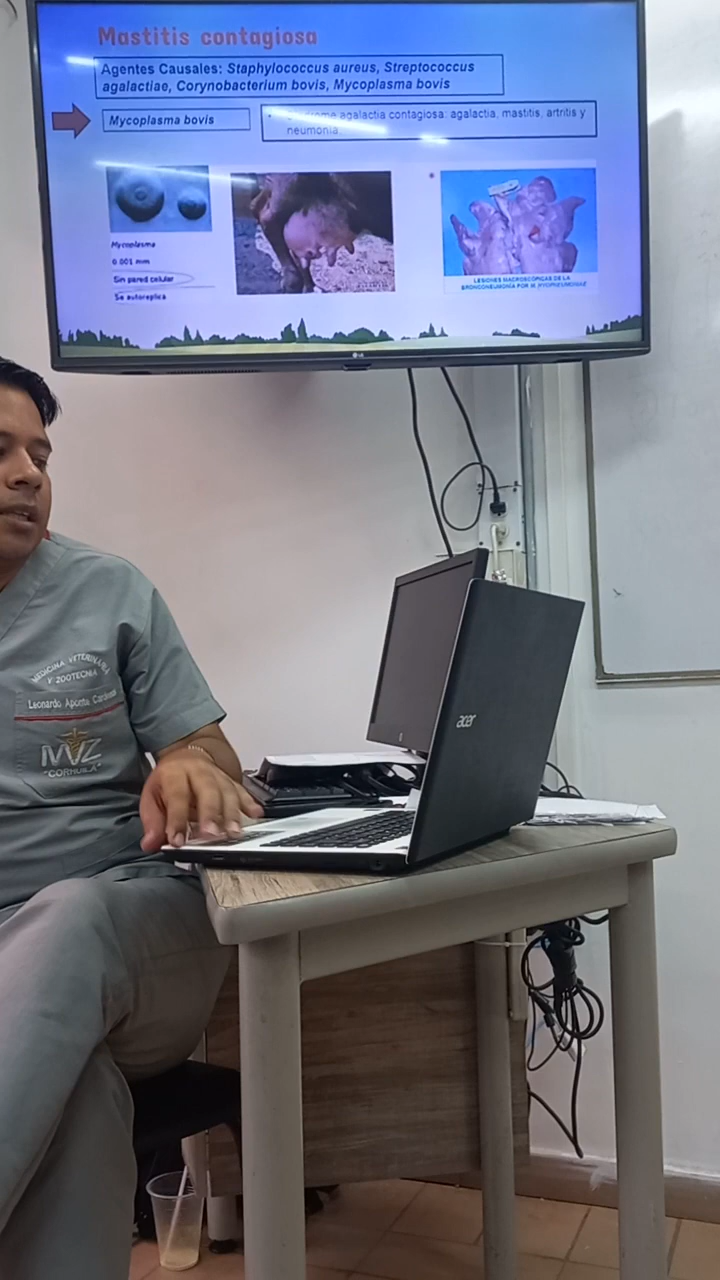 Mastitis contagiosa
Agentes Causales: Staphylococcus aureus, Streptococcus
agalactiae, Corynobacterium bovis, Mycoplasma bovis
Mycoplasma bovis
agalactia contagiosa: agalactia, mastitis, artritis y
neumonía
Mycoplasma
0.001 mm
Sin pared celular
Se autoreplica
LESIONES MACROSCOPICAS DE LA
BRONCONEUMONÍA POR M. HYOPNEUMONIAE
LG
MEDICINA VETERINARIA
Y ZOOTECNIA
Leonardo Aponte Cardenas
MVZ
"CORHUILA"
acer